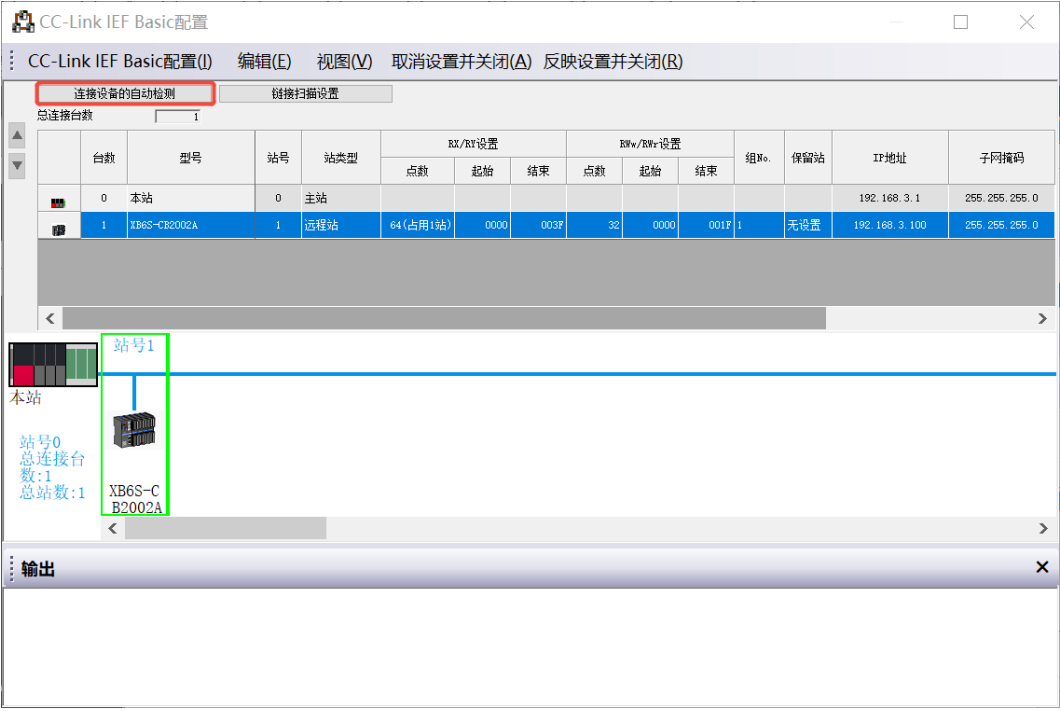 CC-Link IEF Basic配置
CC-Link IEF Basic配置(I) 编辑(E) 视图(V) 取消设置并关闭(A) 反映设置并关闭(R)
连接设备的自动检测 链接扫描设置
总连接台数 1
台数 型号 站号 站类型 RX/RY设置 RWw/RWr设置 组No. 保留站 IP地址 子网掩码
点数 起始 结束 点数 起始 结束
0 本站 0 主站 192.168.3.1 255.255.255.0
1 XB6S-CB2002A 1 远程站 64(占用1站) 0000 003F 32 0000 001F 1 无设置 192.168.3.100 255.255.255.0
站号1
本站
站号0
总连接台
数:1
总站数:1
XB6S-C
B2002A
输出